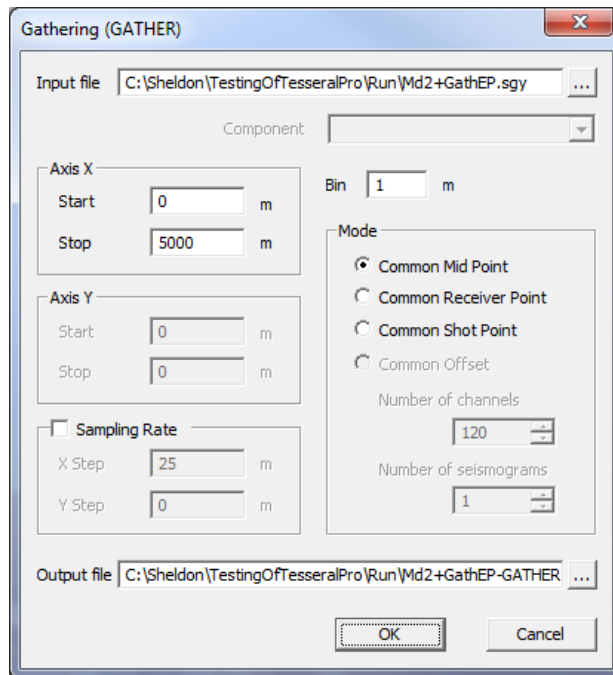 Gathering (GATHER)
Input file C:\Sheldon\TestingOfTesseralPro\Run\Md2+GathEP.sgy ...
Component
Axis X
Start 0 m
Stop 5000 m
Bin 1 m
Mode
Common Mid Point
Common Receiver Point
Common Shot Point
Common Offset
Number of channels
120
Number of seismograms
1
Axis Y
Start 0 m
Stop 0 m
Sampling Rate
X Step 25 m
Y Step 0 m
Output file C:\Sheldon\TestingOfTesseralPro\Run\Md2+GathEP-GATHER ...
OK Cancel